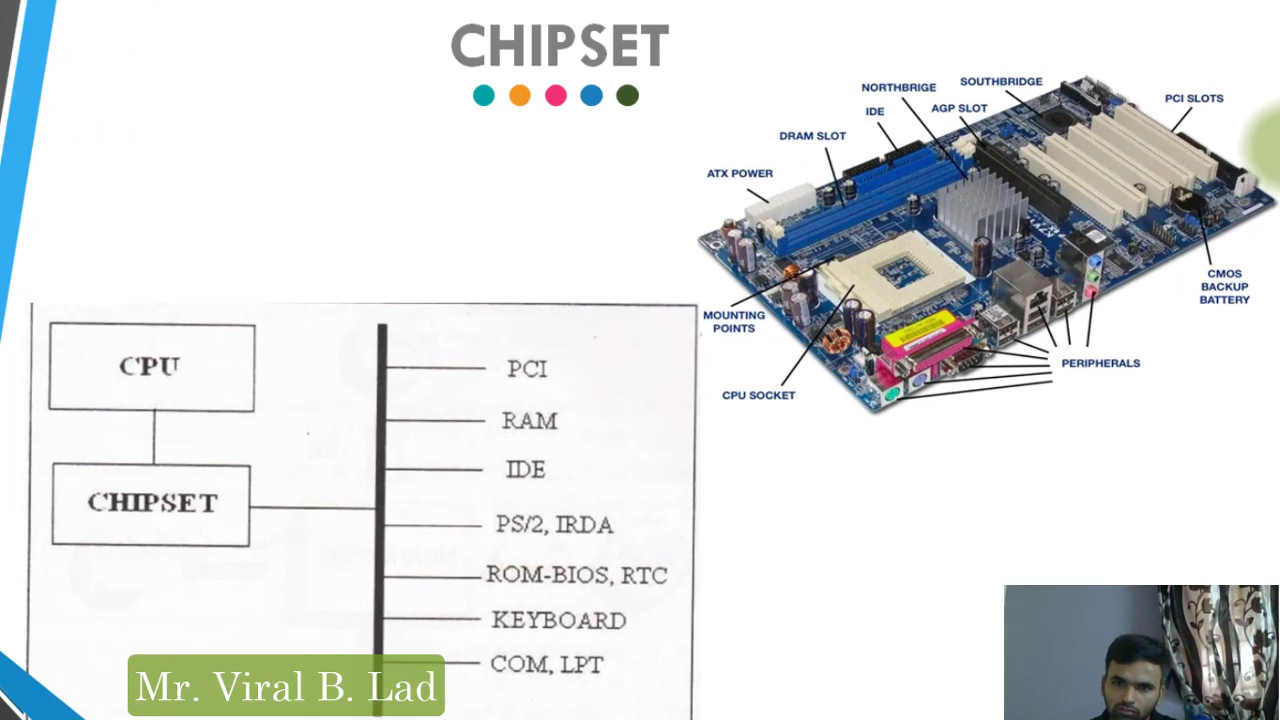 CHIPSET
SOUTHBRIDGE
NORTHBRIGE
PCI SLOTS
AGP SLOT
IDE
DRAM SLOT
ATX POWER
CMOS
BACKUP
BATTERY
MOUNTING
POINTS
PERIPHERALS
CPU SOCKET
CPU
CHIPSET
PCI
RAM
IDE
PS/2, IRDA
ROM-BIOS, RTC
KEYBOARD
COM, LPT
Mr. Viral B. Lad